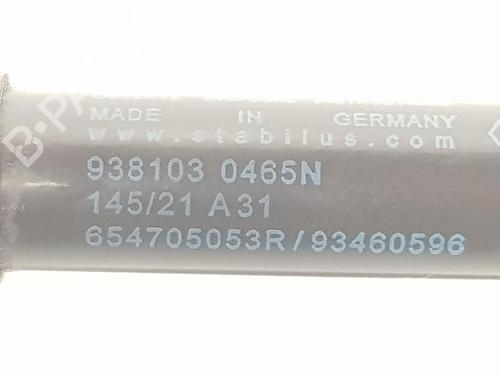 MADE IN GERMANY
www.stabilus.com
938103 0465N
145/21 A31
654705053R/93460596